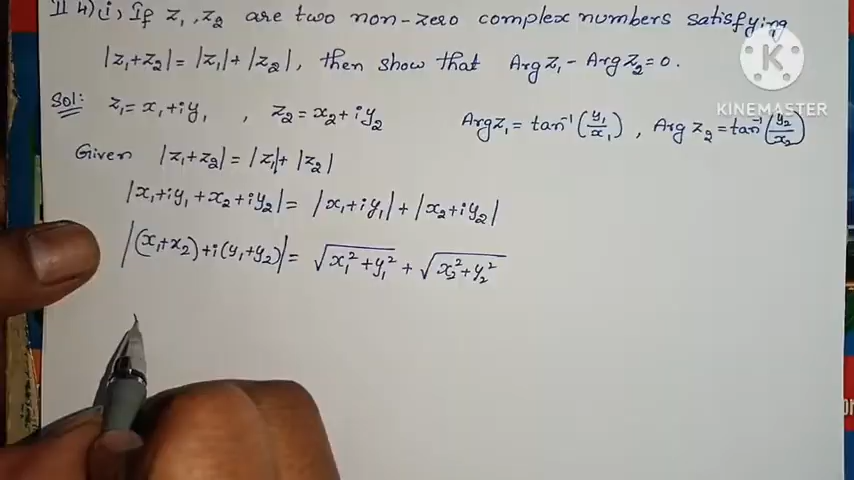 II 4) (i) If z₁, z₂ are two non-zero complex numbers satisfying
|z₁+z₂| = |z₁|+|z₂|, then show that Arg z₁ - Arg z₂ = 0.
K
KINEMASTER
Sol: z₁ = x₁+iy₁ , z₂ = x₂+iy₂ Arg z₁ = tan⁻¹(y₁/x₁) , Arg z₂ = tan⁻¹(y₂/x₂)
Given |z₁+z₂| = |z₁|+|z₂|
|x₁+iy₁+x₂+iy₂| = |x₁+iy₁| + |x₂+iy₂|
|(x₁+x₂)+i(y₁+y₂)| = √(x₁²+y₁²) + √(x₂²+y₂²)